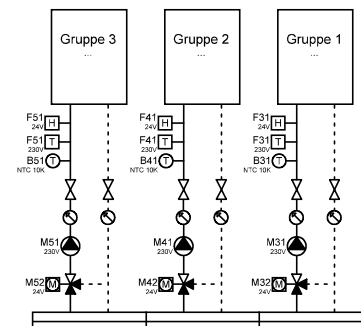 Gruppe 3
...
Gruppe 2
...
Gruppe 1
...
F51 H F41 H F31 H
24V 24V 24V
F51 T F41 T F31 T
230V 230V 230V
B51 T B41 T B31 T
NTC 10K NTC 10K NTC 10K
M51 M41 M31
230V 230V 230V
M52 M M42 M M32 M
24V 24V 24V